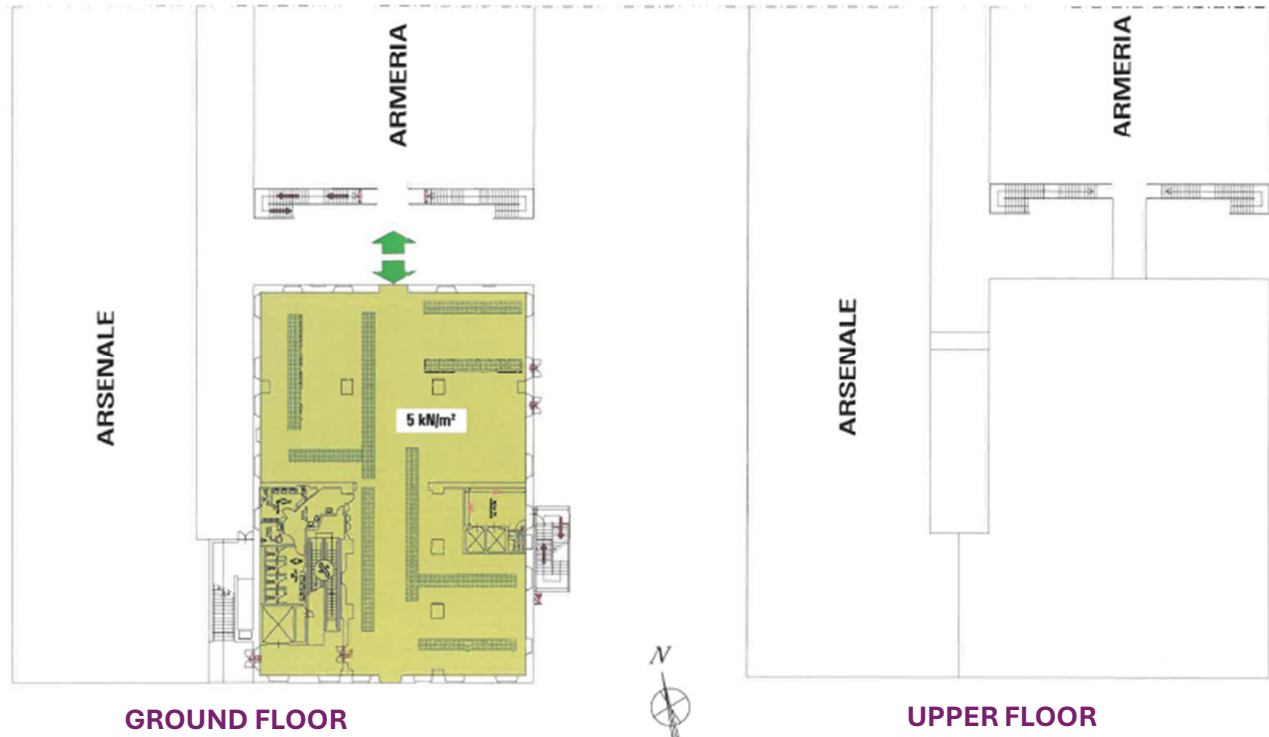 ARMERIA
ARMERIA
ARSENALE
ARSENALE
5 kN/m²
N
GROUND FLOOR
UPPER FLOOR